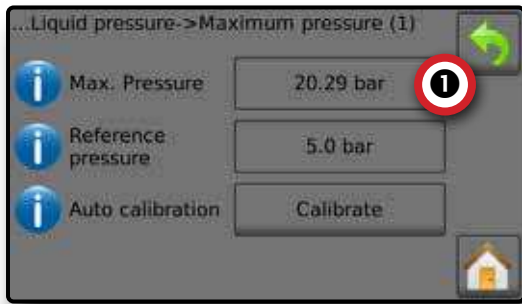 ...Liquid pressure->Maximum pressure (1)
i Max. Pressure 20.29 bar 1
i Reference pressure 5.0 bar
i Auto calibration Calibrate